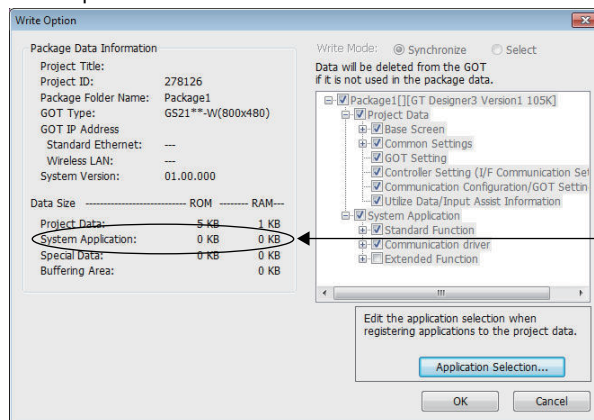 Write Option
Package Data Information
Project Title:
Project ID: 278126
Package Folder Name: Package1
GOT Type: GS21**-W(800x480)
GOT IP Address
Standard Ethernet: ---
Wireless LAN: ---
System Version: 01.00.000
Data Size -------------------------- ROM -------- RAM---
Project Data: 5 KB 1 KB
System Application: 0 KB 0 KB
Special Data: 0 KB 0 KB
Buffering Area: 0 KB
Write Mode: Synchronize Select
Data will be deleted from the GOT
if it is not used in the package data.
Package1[][GT Designer3 Version1 105K]
Project Data
Base Screen
Common Settings
GOT Setting
Controller Setting (I/F Communication Set
Communication Configuration/GOT Settin
Utilize Data/Input Assist Information
System Application
Standard Function
Communication driver
Extended Function
Edit the application selection when
registering applications to the project data.
Application Selection...
OK Cancel